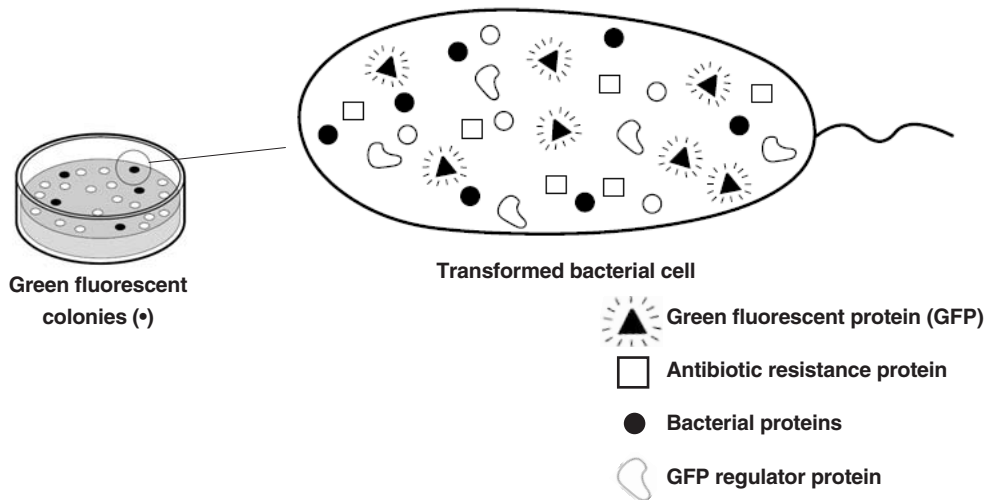 Green fluorescent
colonies (•)
Transformed bacterial cell
Green fluorescent protein (GFP)
Antibiotic resistance protein
Bacterial proteins
GFP regulator protein